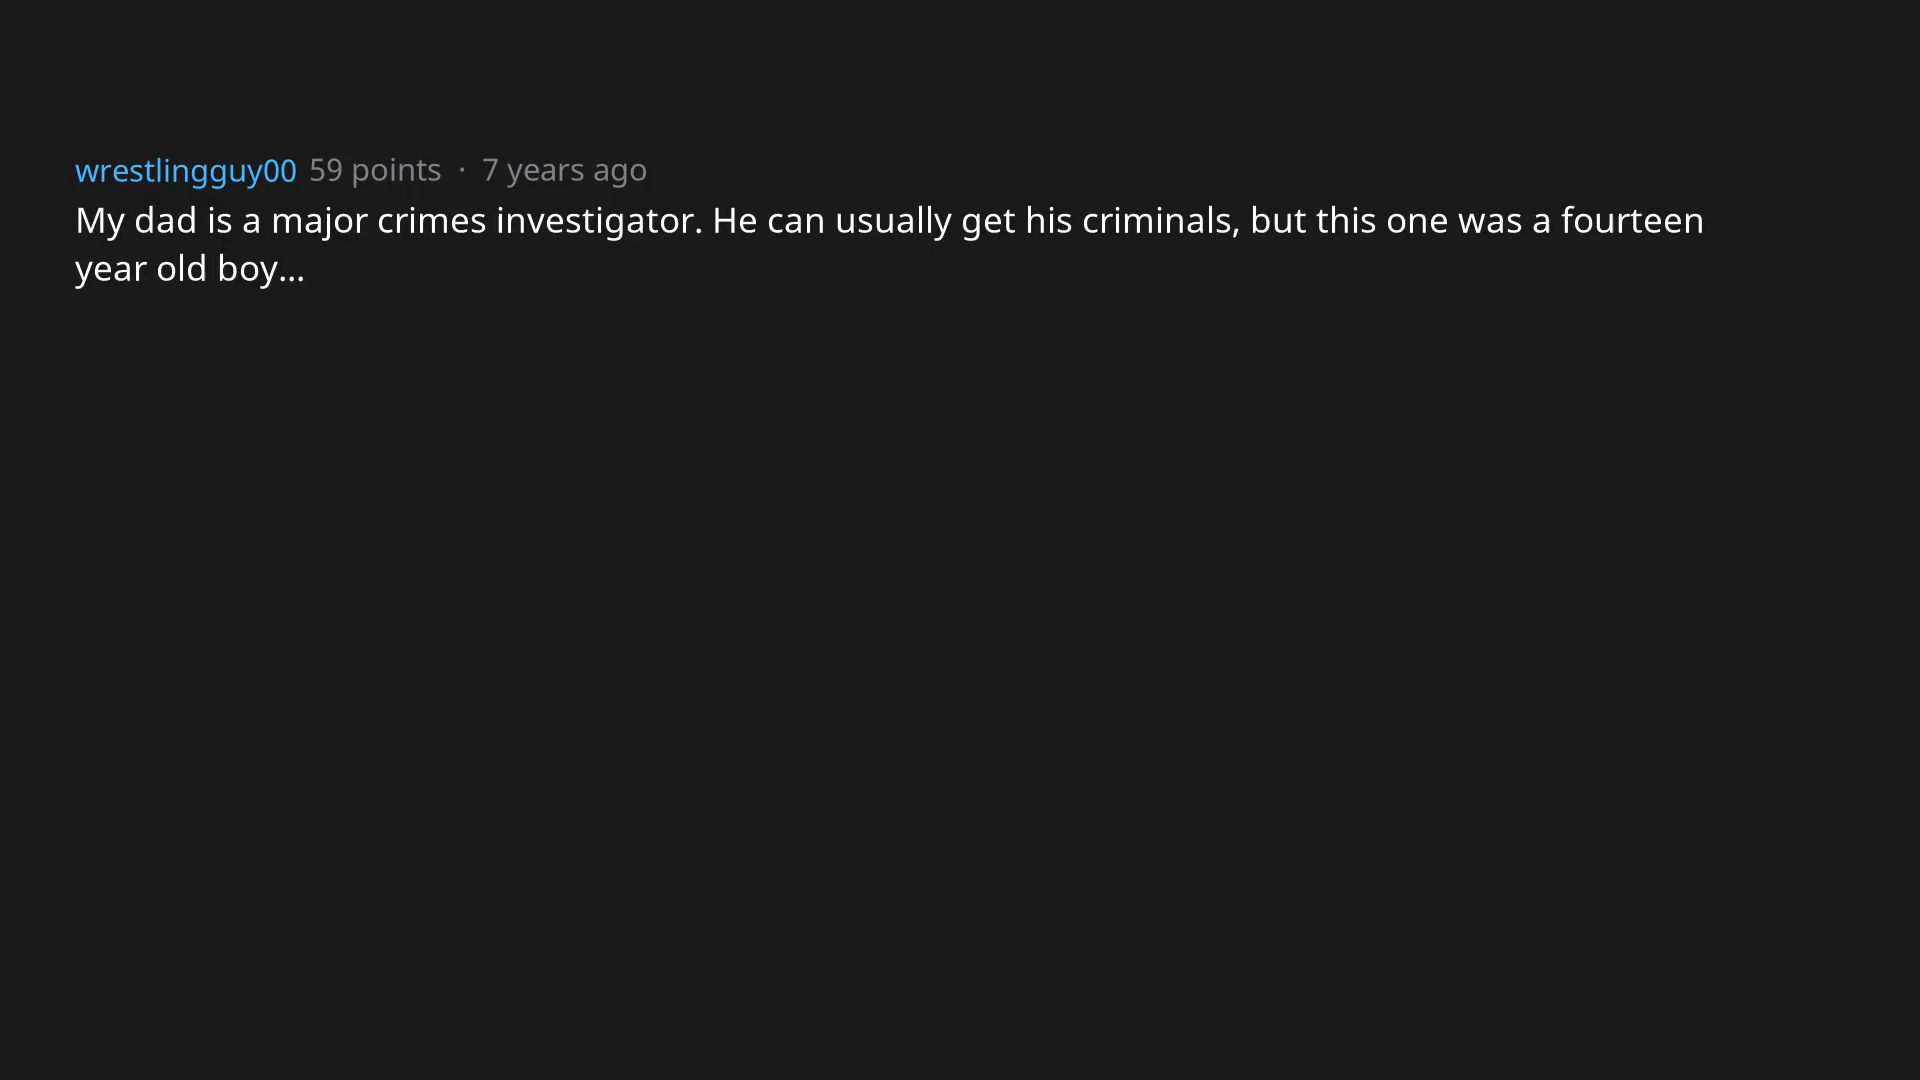 wrestlingguy00 59 points · 7 years ago
My dad is a major crimes investigator. He can usually get his criminals, but this one was a fourteen
year old boy...